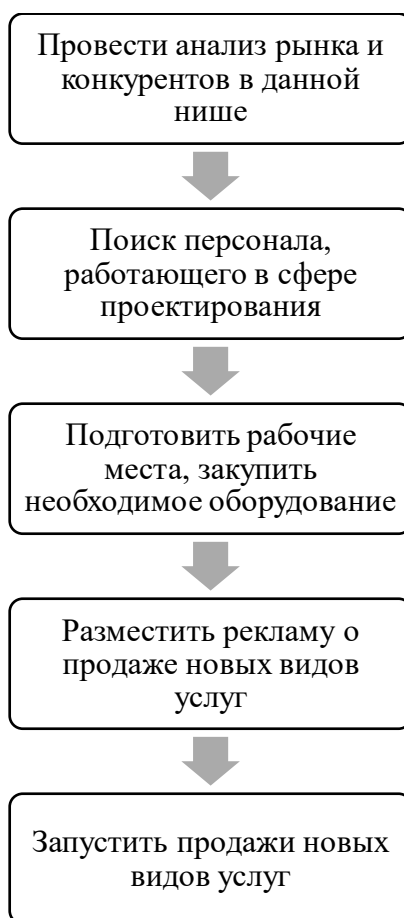 Провести анализ рынка и
конкурентов в данной
нише
Поиск персонала,
работающего в сфере
проектирования
Подготовить рабочие
места, закупить
необходимое оборудование
Разместить рекламу о
продаже новых видов
услуг
Запустить продажи новых
видов услуг